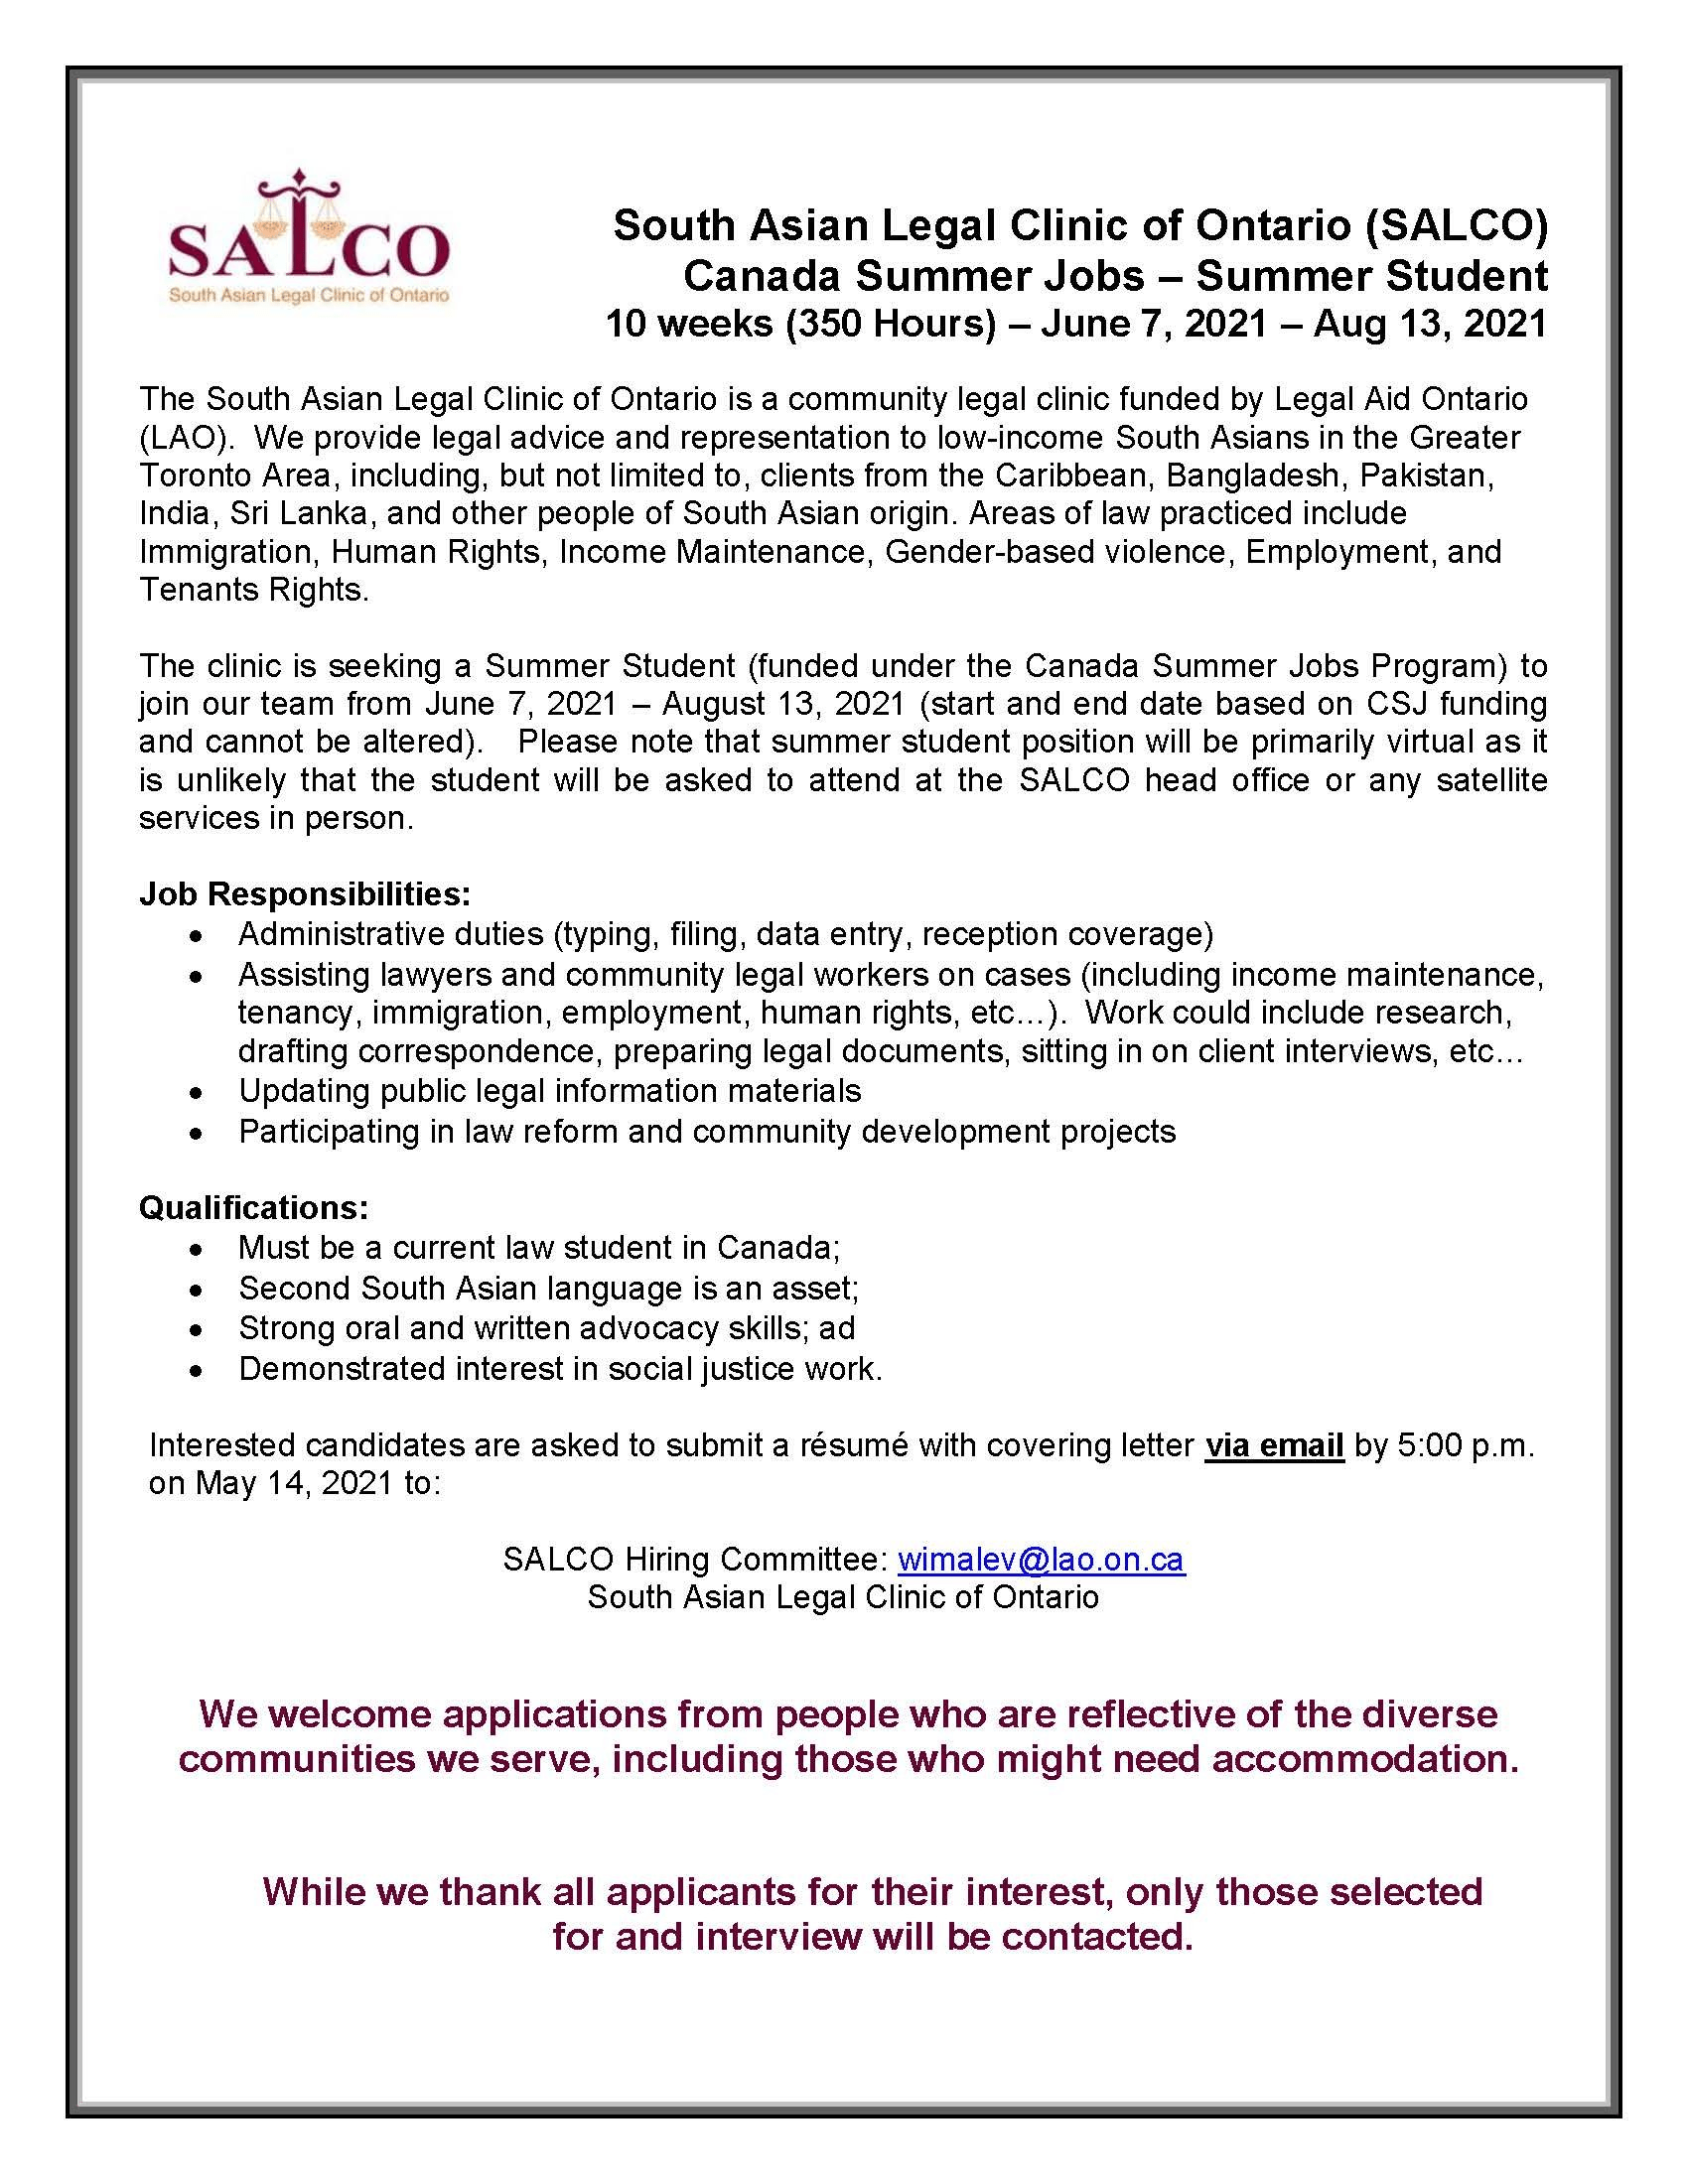 SALCO
South Asian Legal Clinic of Ontario
South Asian Legal Clinic of Ontario (SALCO)
Canada Summer Jobs – Summer Student
10 weeks (350 Hours) – June 7, 2021 – Aug 13, 2021
The South Asian Legal Clinic of Ontario is a community legal clinic funded by Legal Aid Ontario
(LAO).  We provide legal advice and representation to low-income South Asians in the Greater
Toronto Area, including, but not limited to, clients from the Caribbean, Bangladesh, Pakistan,
India, Sri Lanka, and other people of South Asian origin. Areas of law practiced include
Immigration, Human Rights, Income Maintenance, Gender-based violence, Employment, and
Tenants Rights.
The clinic is seeking a Summer Student (funded under the Canada Summer Jobs Program) to
join our team from June 7, 2021 – August 13, 2021 (start and end date based on CSJ funding
and cannot be altered).   Please note that summer student position will be primarily virtual as it
is unlikely that the student will be asked to attend at the SALCO head office or any satellite
services in person.
Job Responsibilities:
• Administrative duties (typing, filing, data entry, reception coverage)
• Assisting lawyers and community legal workers on cases (including income maintenance,
tenancy, immigration, employment, human rights, etc…).  Work could include research,
drafting correspondence, preparing legal documents, sitting in on client interviews, etc…
• Updating public legal information materials
• Participating in law reform and community development projects
Qualifications:
• Must be a current law student in Canada;
• Second South Asian language is an asset;
• Strong oral and written advocacy skills; ad
• Demonstrated interest in social justice work.
Interested candidates are asked to submit a résumé with covering letter via email by 5:00 p.m.
on May 14, 2021 to:
SALCO Hiring Committee: wimalev@lao.on.ca
South Asian Legal Clinic of Ontario
We welcome applications from people who are reflective of the diverse
communities we serve, including those who might need accommodation.
While we thank all applicants for their interest, only those selected
for and interview will be contacted.